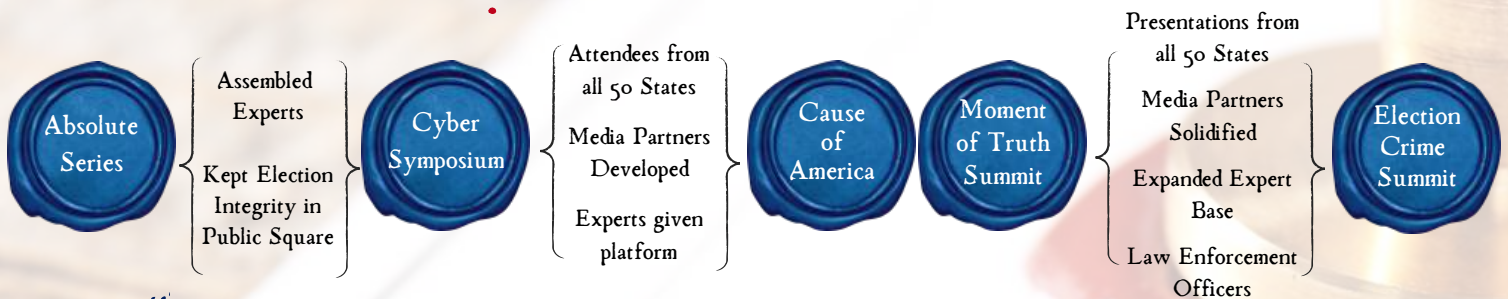 Absolute
Series
Assembled
Experts
Kept Election
Integrity in
Public Square
Cyber
Symposium
Attendees from
all 50 States
Media Partners
Developed
Experts given
platform
Cause
of
America
Moment
of Truth
Summit
Presentations from
all 50 States
Media Partners
Solidified
Expanded Expert
Base
Law Enforcement
Officers
Election
Crime
Summit